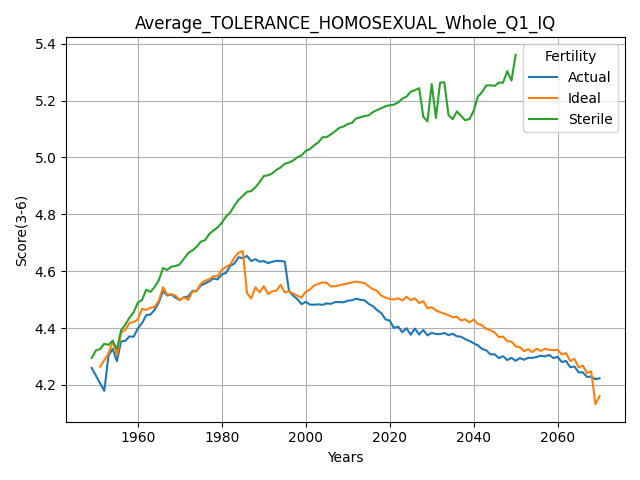 Average_TOLERANCE_HOMOSEXUAL_Whole_Q1_IQ
Score(3-6)
5.4
5.2
5.0
4.8
4.6
4.4
4.2
Fertility
Actual
Ideal
Sterile
1960
1980
2000
2020
2040
2060
Years